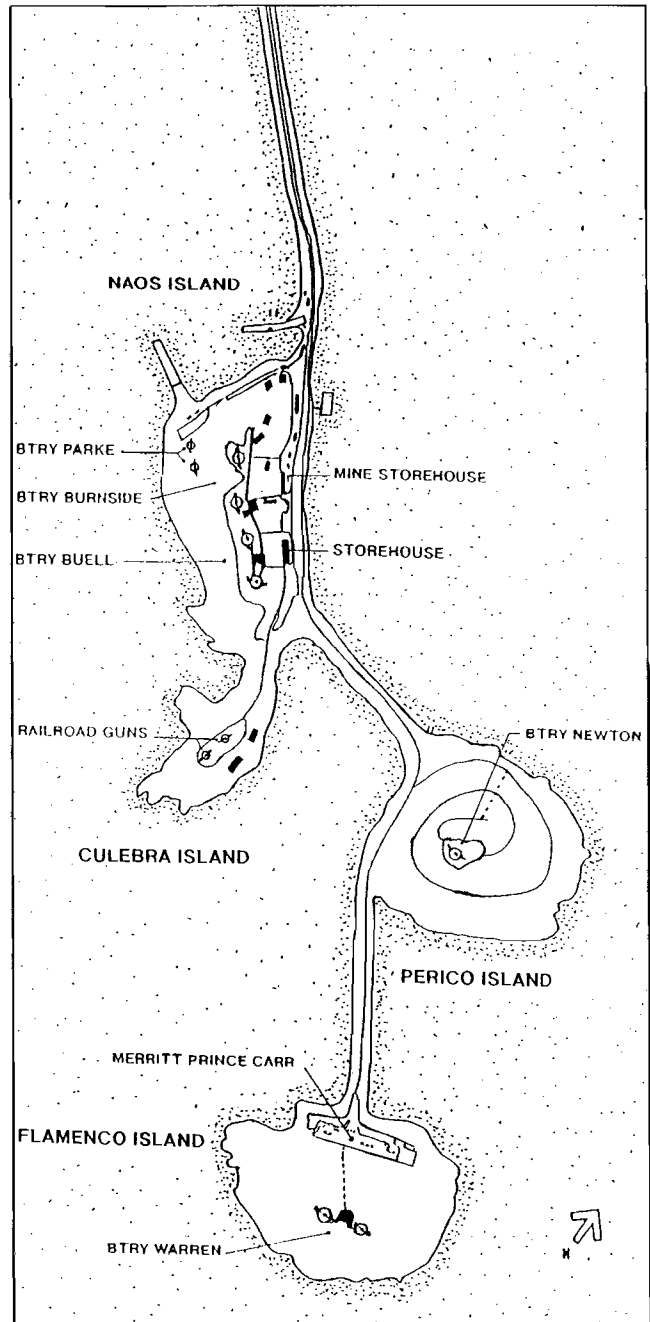 NAOS ISLAND
BTRY PARKE
BTRY BURNSIDE
MINE STOREHOUSE
BTRY BUELL
STOREHOUSE
RAILROAD GUNS
BTRY NEWTON
CULEBRA ISLAND
PERICO ISLAND
MERRITT PRINCE CARR
FLAMENCO ISLAND
BTRY WARREN
N